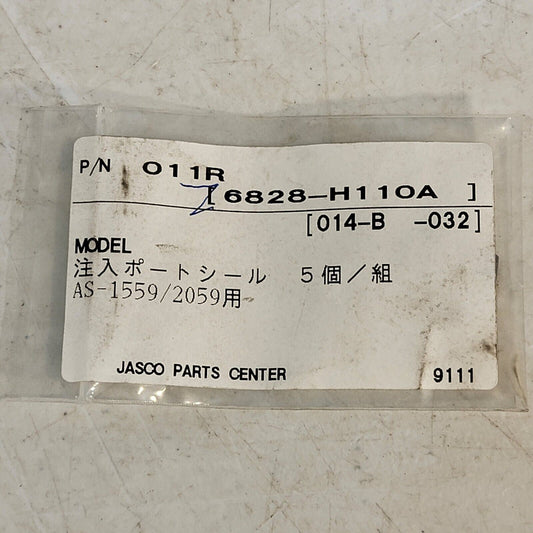 P/N 011R
[6828-H110A ]
[014-B -032]
MODEL
注入ポートシール 5個/組
AS-1559/2059用
JASCO PARTS CENTER 9111